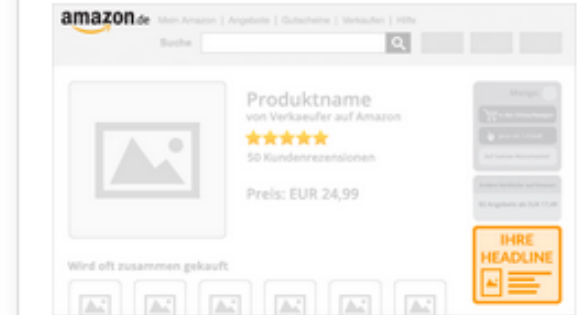 amazon.de Mein Amazon | Angebote | Gutscheine | Verkaufen | Hilfe
Suche
Produktname
von Verkaeufer auf Amazon
50 Kundenrezensionen
Preis: EUR 24,99
Menge:
IHRE
HEADLINE
Wird oft zusammen gekauft